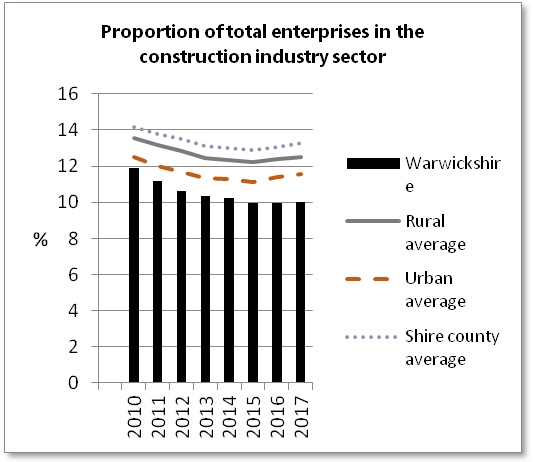 Proportion of total enterprises in the
construction industry sector
16
14
12
10
8
6
4
2
0
%
2010
2011
2012
2013
2014
2015
2016
2017
Warwickshir
e
Rural
average
Urban
average
Shire county
average